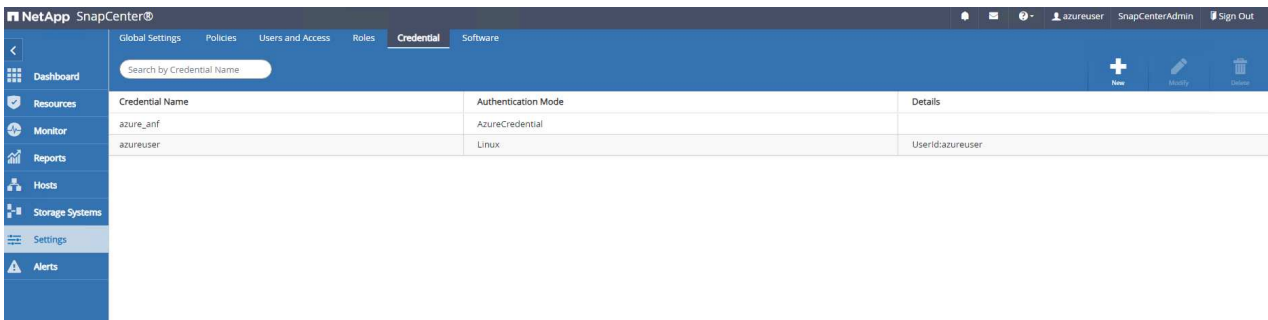 NetApp SnapCenter® azureuser SnapCenterAdmin Sign Out
Global Settings Policies Users and Access Roles Credential Software
Search by Credential Name
New Modify Delete
Dashboard
Resources
Monitor
Reports
Hosts
Storage Systems
Settings
Alerts
Credential Name Authentication Mode Details
azure_anf AzureCredential
azureuser Linux UserId:azureuser